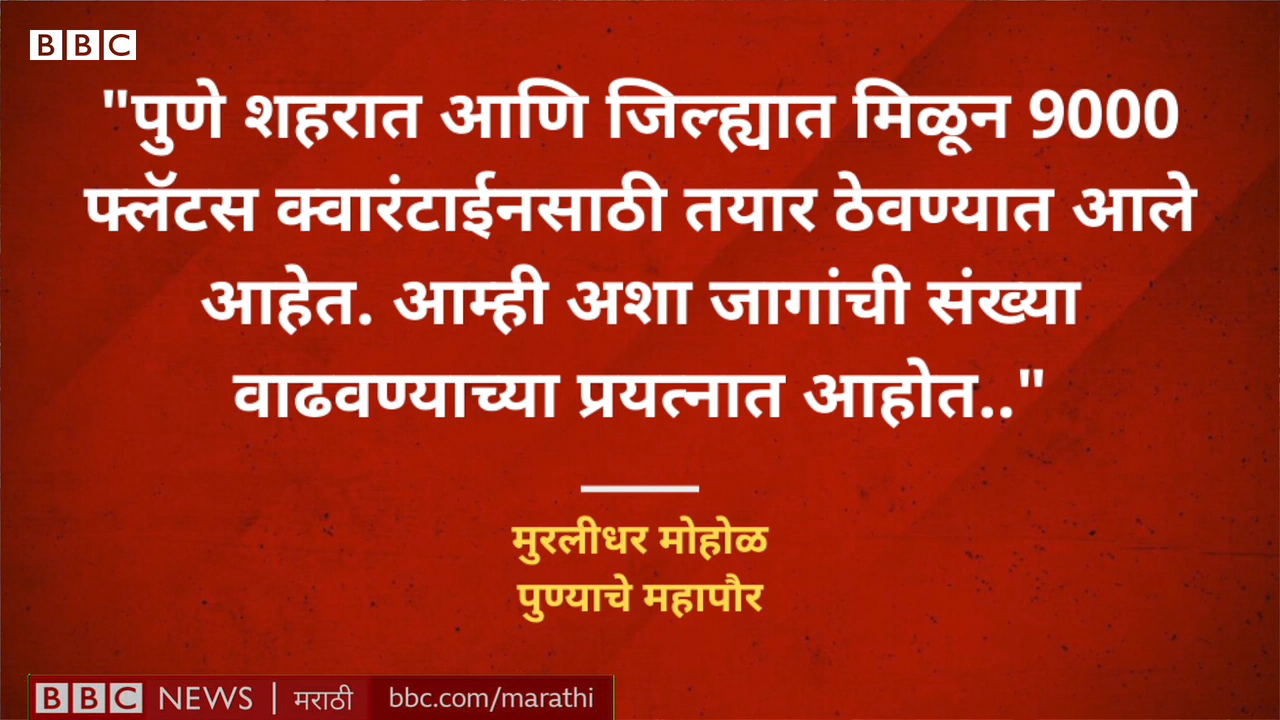 BBC
"पुणे शहरात आणि जिल्ह्यात मिळून 9000
फ्लॅटस क्वारंटाईनसाठी तयार ठेवण्यात आले
आहेत. आम्ही अशा जागांची संख्या
वाढवण्याच्या प्रयत्नात आहोत.."
मुरलीधर मोहोळ
पुण्याचे महापौर
BBC NEWS | मराठी bbc.com/marathi